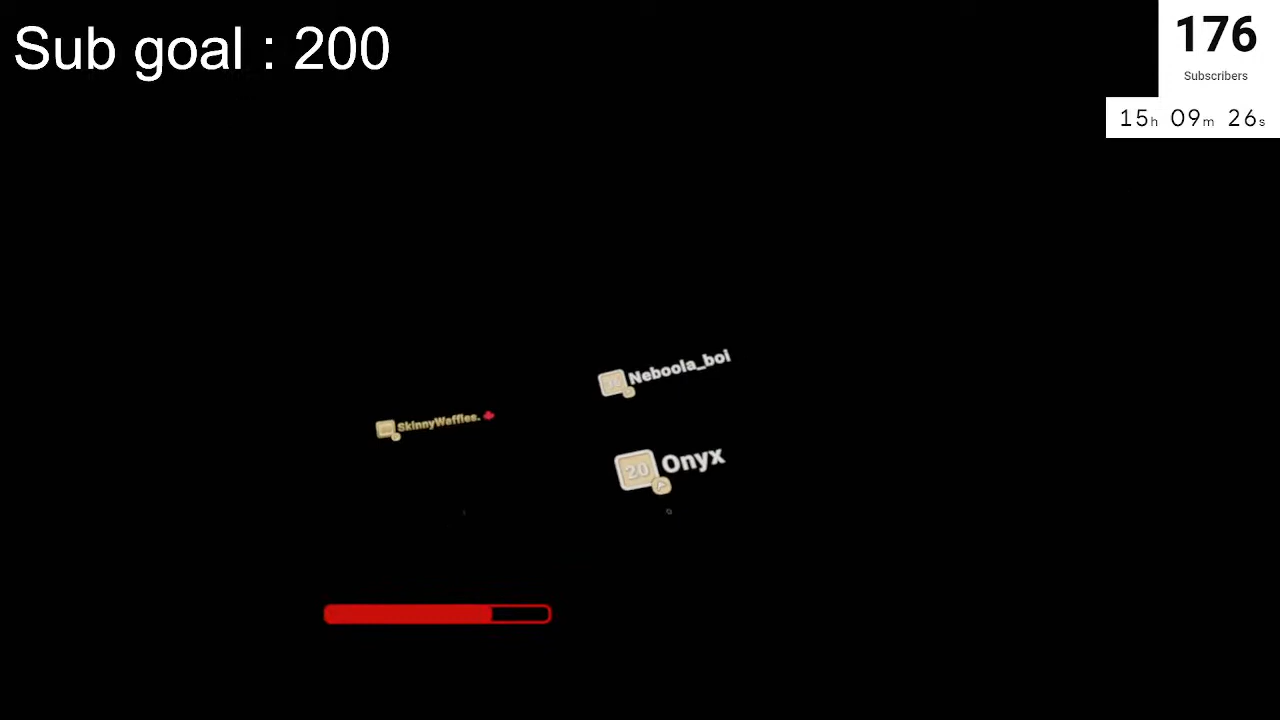 Sub goal : 200
176
Subscribers
15h 09m 26s
Neboola_boi
SkinnyWaffles.
20 Onyx